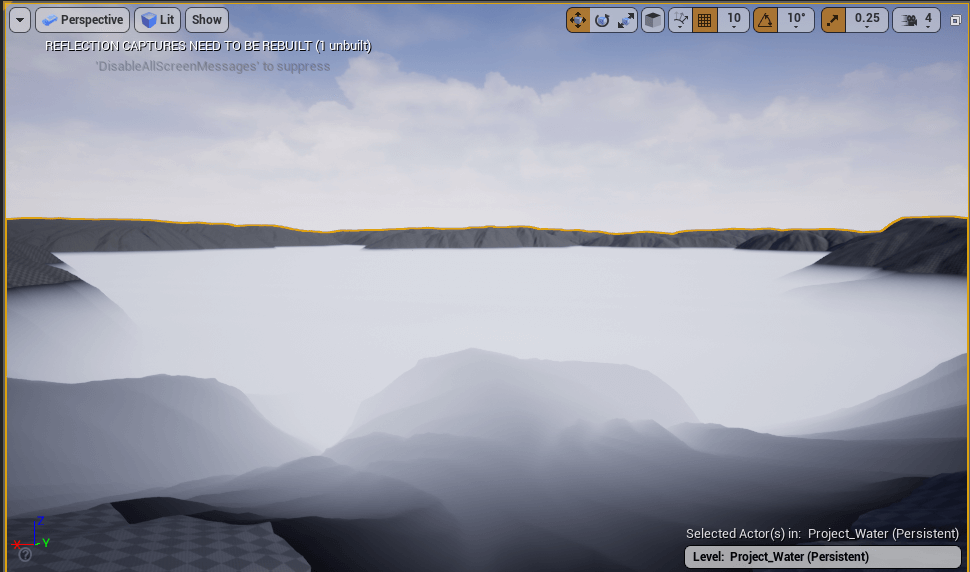 Perspective Lit Show 10 10° 0.25 4
REFLECTION CAPTURES NEED TO BE REBUILT (1 unbuilt)
'DisableAllScreenMessages' to suppress
Z
X Y
?
Selected Actor(s) in: Project_Water (Persistent)
Level: Project_Water (Persistent)